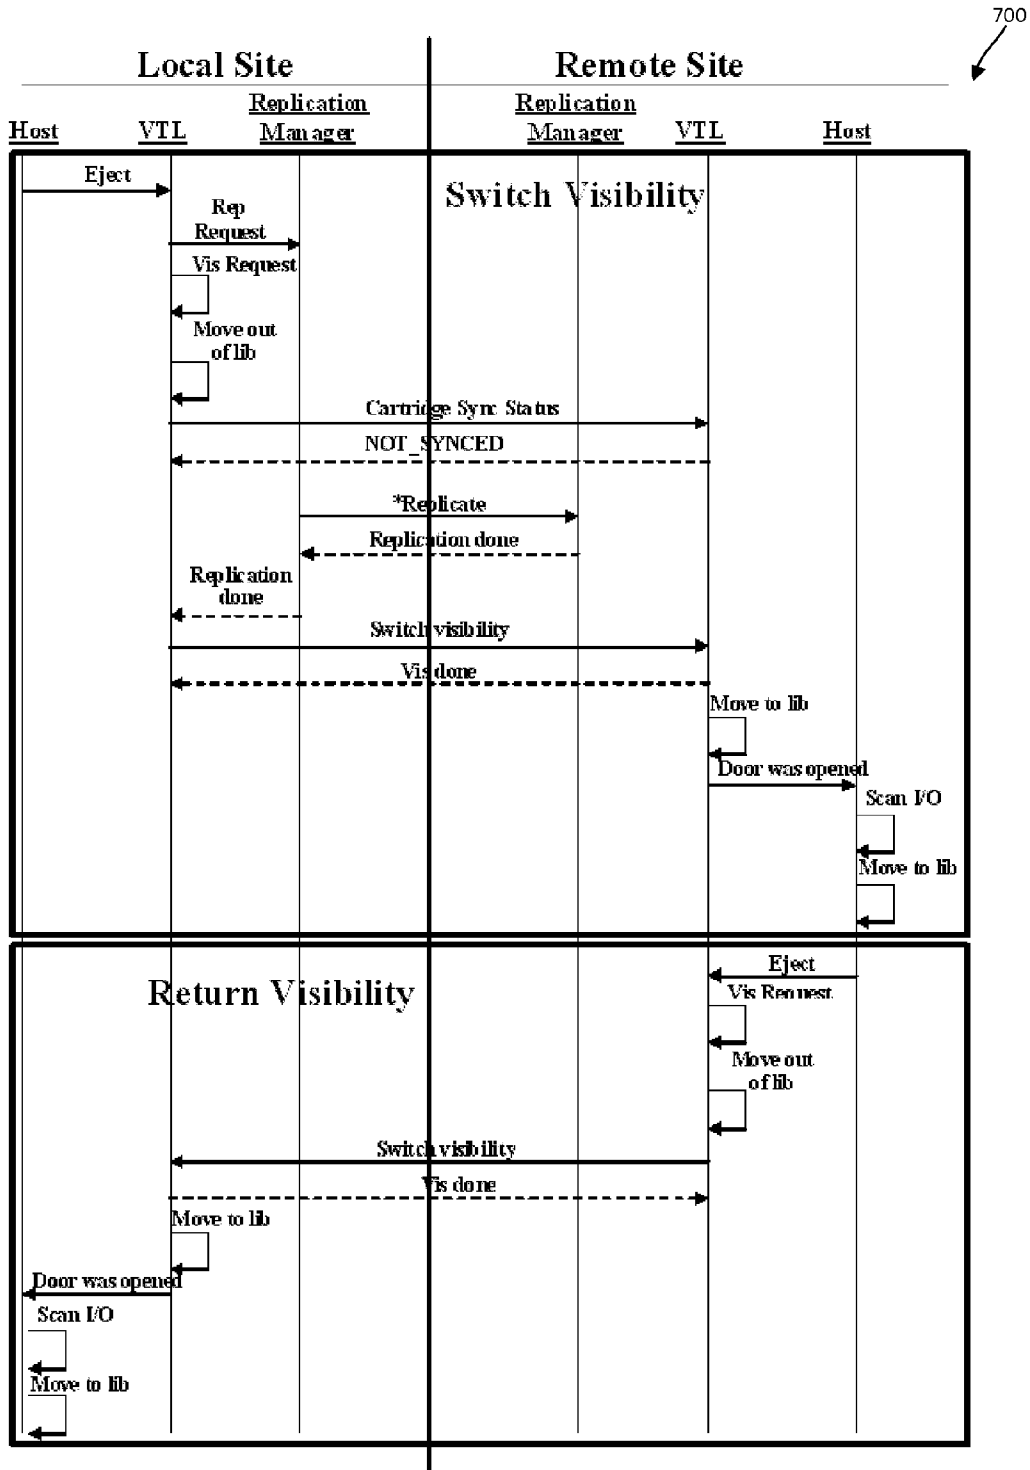 700
Local Site
Remote Site
Replication
Replication
Host
VTL
Manager
Manager
VTL
Host
Eject
Switch Visibility
Rep
Request
Vis Request
Move out
of lib
Cartridge Sync Status
NOT_SYNCED
*Replicate
Replication done
Replication
done
Switch visibility
Vis done
Move to lib
Door was opened
Scan I/O
Move to lib
Eject
Return Visibility
Vis Request
Move out
of lib
Switch visibility
Vis done
Move to lib
Door was opened
Scan I/O
Move to lib